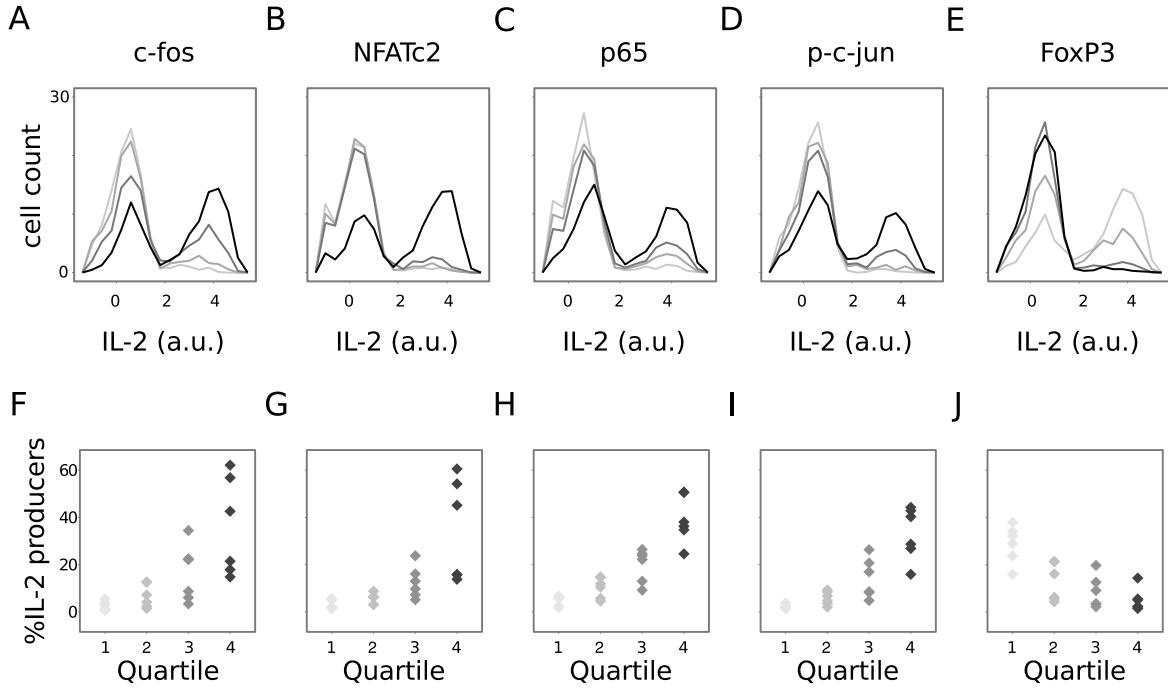 A B C D E
c-fos NFATc2 p65 p-c-jun FoxP3
cell count
30
0
0 2 4 0 2 4 0 2 4 0 2 4 0 2 4
IL-2 (a.u.) IL-2 (a.u.) IL-2 (a.u.) IL-2 (a.u.) IL-2 (a.u.)
F G H I J
%IL-2 producers
60
40
20
0
1 2 3 4 1 2 3 4 1 2 3 4 1 2 3 4 1 2 3 4
Quartile Quartile Quartile Quartile Quartile